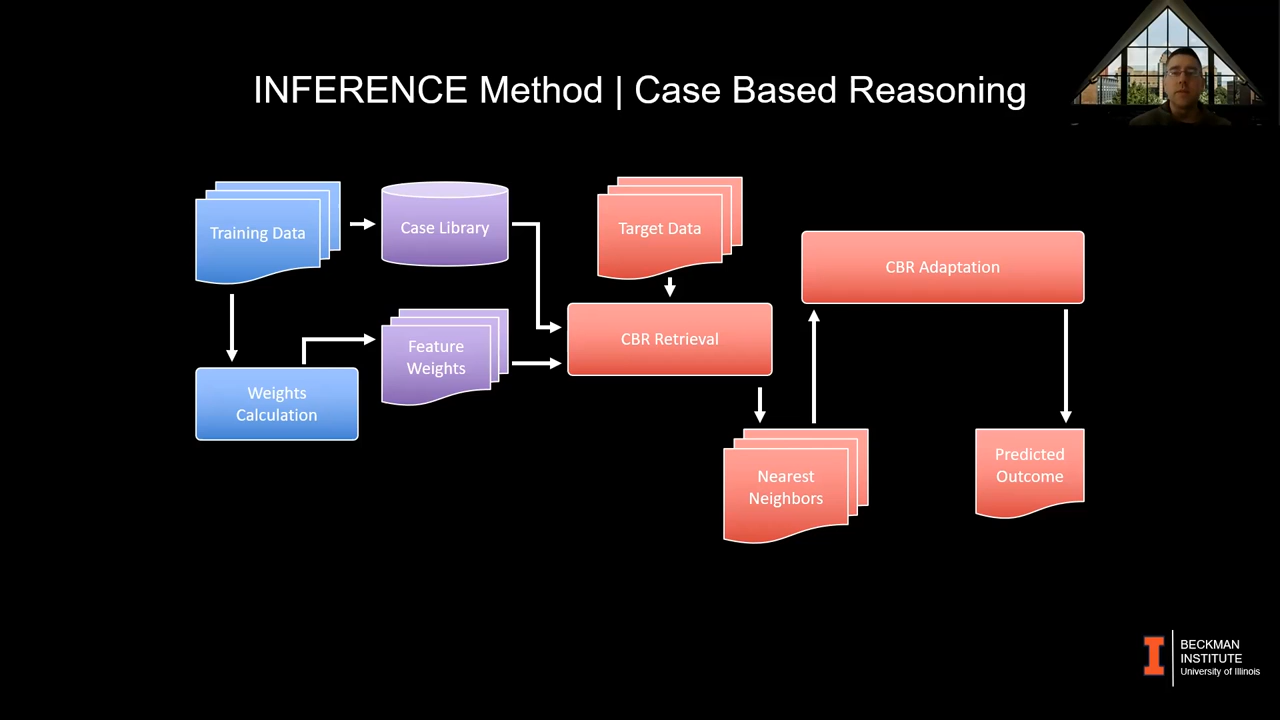 INFERENCE Method | Case Based Reasoning
Training Data
Case Library
Target Data
CBR Adaptation
Feature
Weights
CBR Retrieval
Weights
Calculation
Nearest
Neighbors
Predicted
Outcome
I
BECKMAN
INSTITUTE
University of Illinois